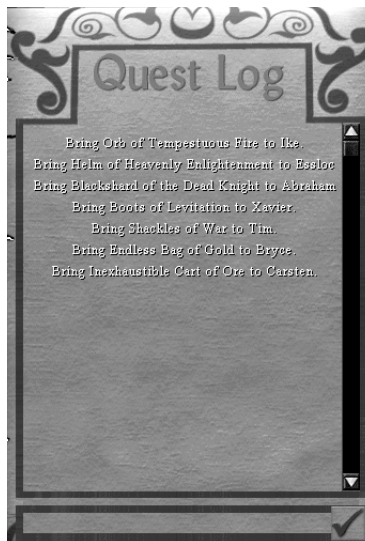 Quest Log
Bring Orb of Tempestuous Fire to Ike.
Bring Helm of Heavenly Enlightenment to Essloc
Bring Blackshard of the Dead Knight to Abraham
Bring Boots of Levitation to Xavier.
Bring Shackles of War to Tim.
Bring Endless Bag of Gold to Bryce.
Bring Inexhaustible Cart of Ore to Carsten.